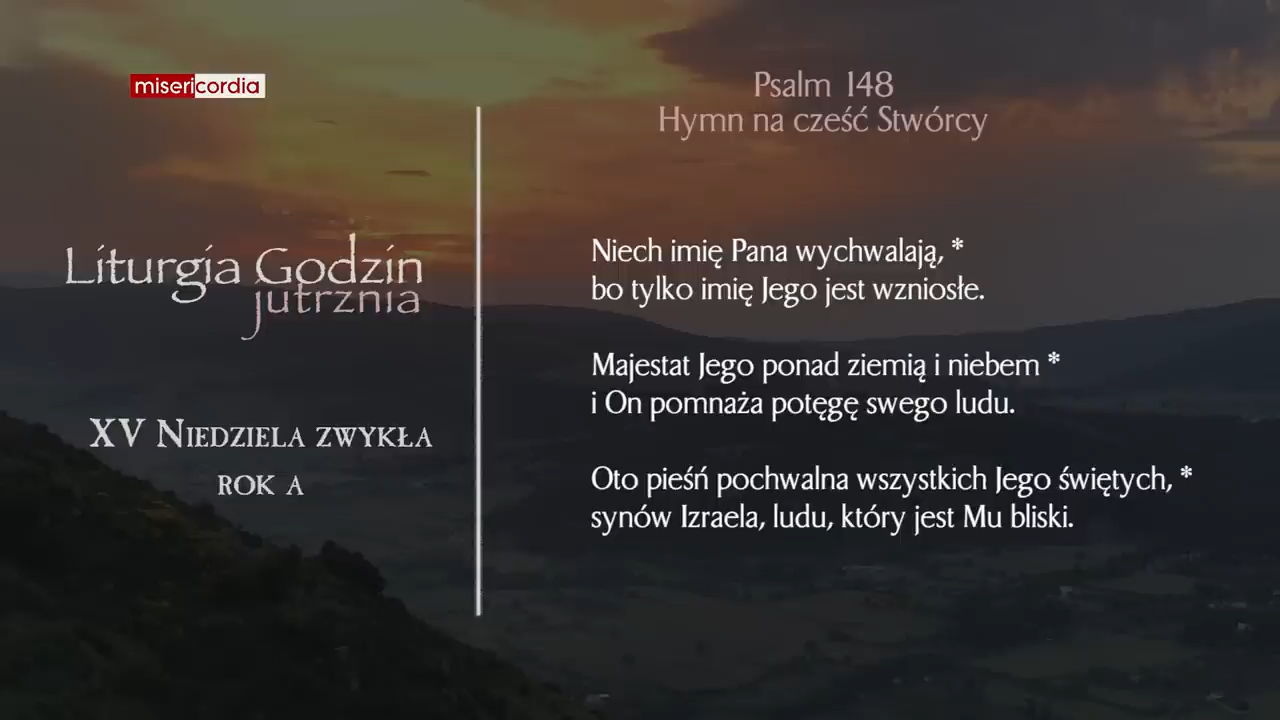 misericordia
Liturgia Godzin
jutrznia
XV Niedziela zwykła
rok A
Psalm 148
Hymn na cześć Stwórcy
Niech imię Pana wychwalają, *
bo tylko imię Jego jest wzniosłe.
Majestat Jego ponad ziemią i niebem *
i On pomnaża potęgę swego ludu.
Oto pieśń pochwalna wszystkich Jego świętych, *
synów Izraela, ludu, który jest Mu bliski.